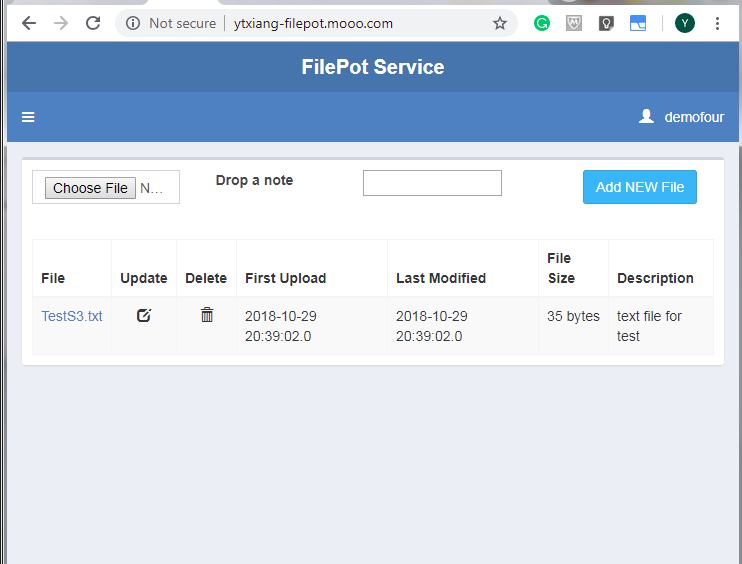 Not secure | ytxiang-filepot.mooo.com
Y
FilePot Service
demofour
Choose File N...
Drop a note
Add NEW File
File Update Delete First Upload Last Modified File Size Description
TestS3.txt 2018-10-29 20:39:02.0 2018-10-29 20:39:02.0 35 bytes text file for test